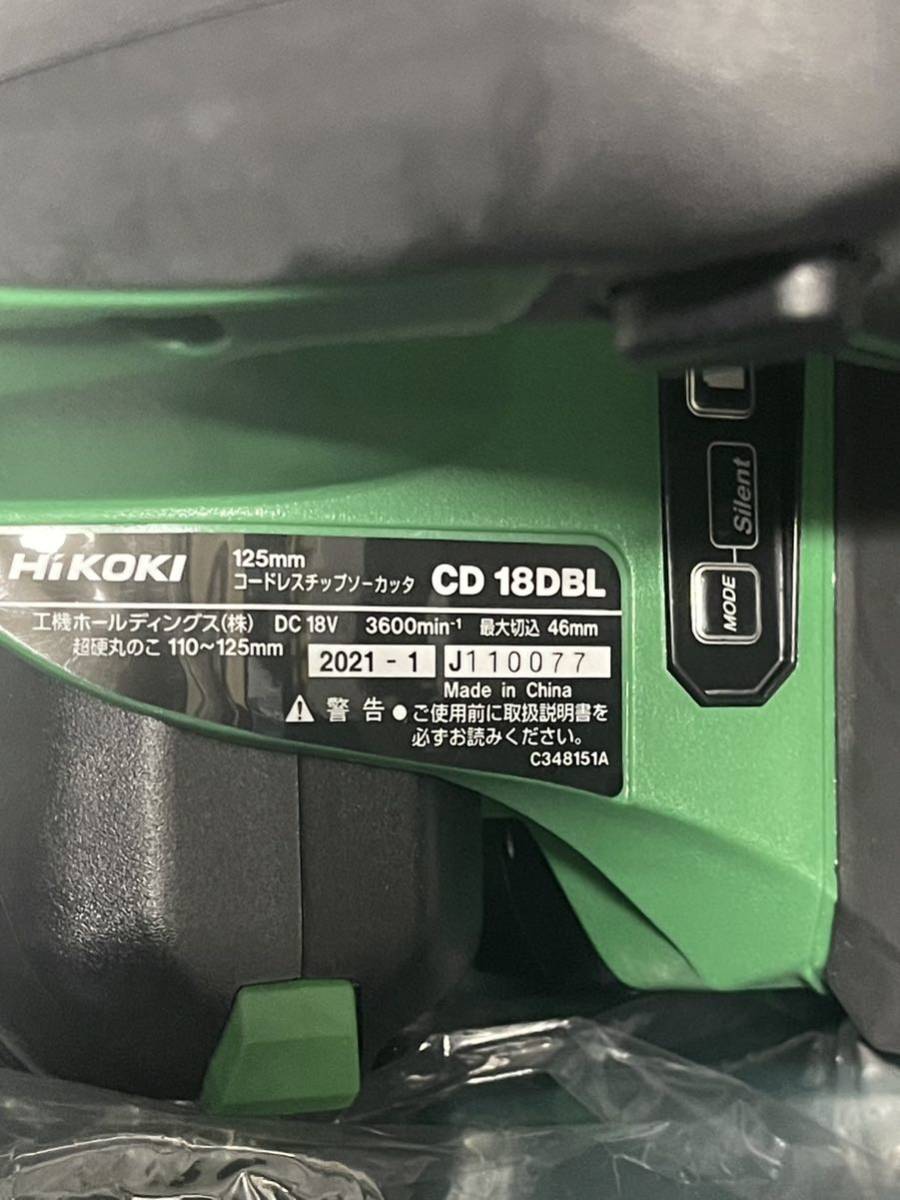 Silent
MODE
HiKOKI 125mm コードレスチップソーカッタ CD 18DBL
工機ホールディングス(株) DC 18V 3600min⁻¹ 最大切込 46mm
超硬丸のこ 110～125mm 2021 - 1 J110077
Made in China
警告 ●ご使用前に取扱説明書を
必ずお読みください。
C348151A